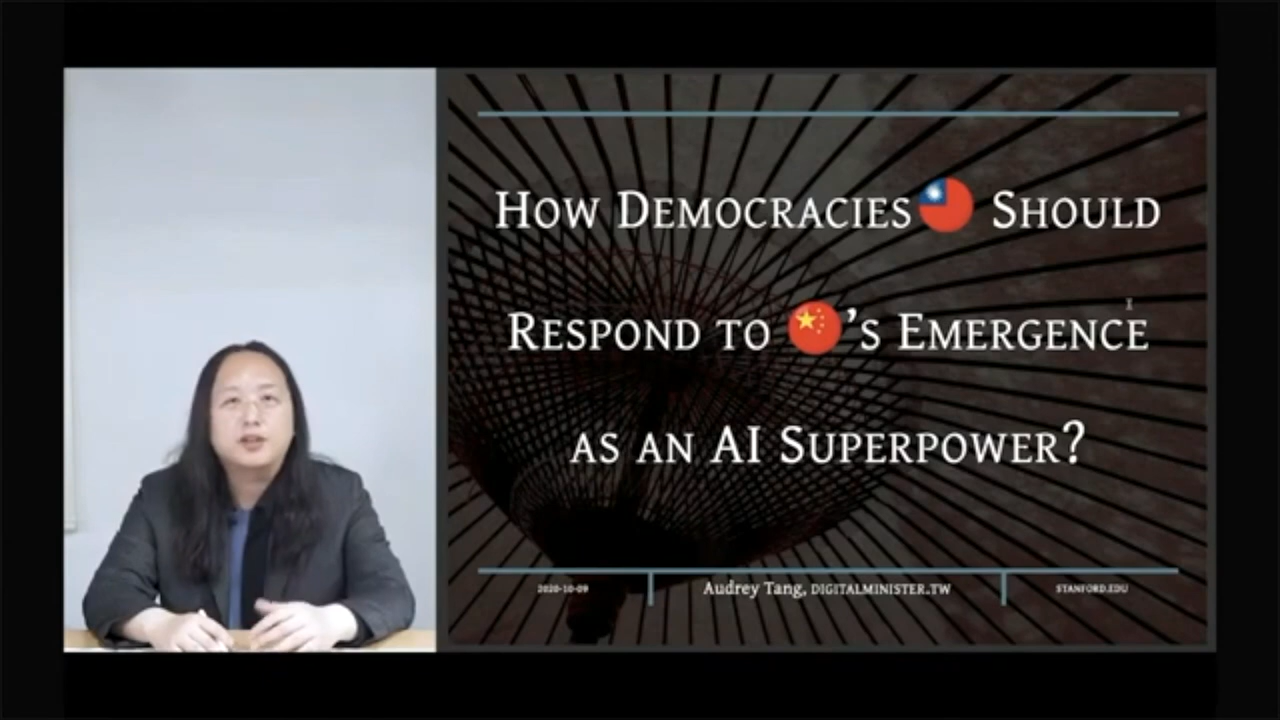 How Democracies🇹🇼 Should
Respond to 🇨🇳's Emergence
as an AI Superpower?
2020-10-09
Audrey Tang, digitalminister.tw
stanford.edu